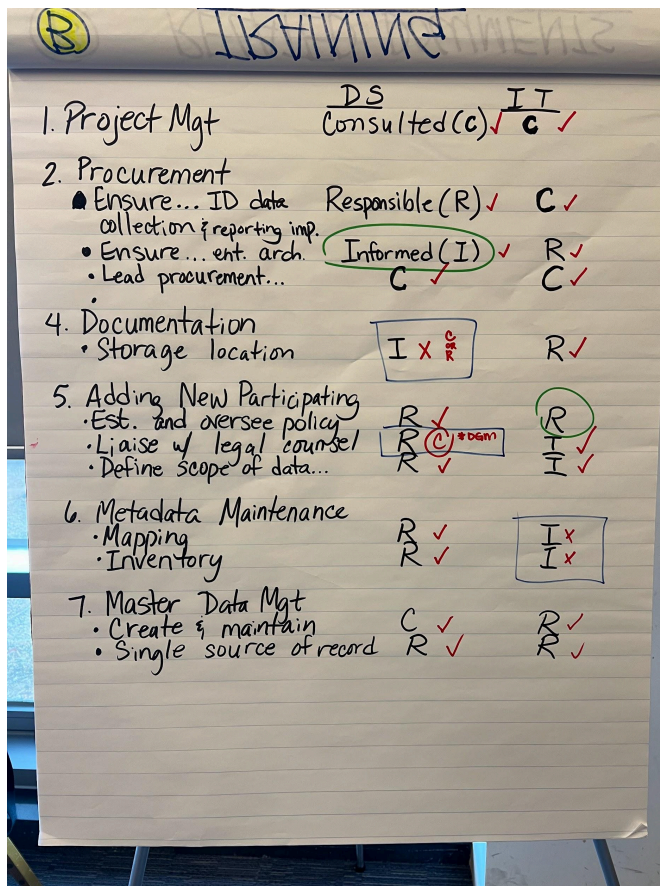 B
TRAINING
DS IT
1. Project Mgt Consulted (C) ✓ C ✓
2. Procurement
• Ensure... ID data Responsible (R) ✓ C ✓
collection & reporting imp.
• Ensure... ent. arch. Informed (I) ✓ R ✓
• Lead procurement... C ✓ C ✓
•
4. Documentation
• Storage location I X C OR R R ✓
5. Adding New Participating
• Est. and oversee policy R ✓ R
• Liaise w/ legal counsel R C *DGM I ✓
• Define scope of data... R ✓ I ✓
6. Metadata Maintenance
• Mapping R ✓ I x
• Inventory R ✓ I x
7. Master Data Mgt
• Create & maintain C ✓ R ✓
• Single source of record R ✓ R ✓